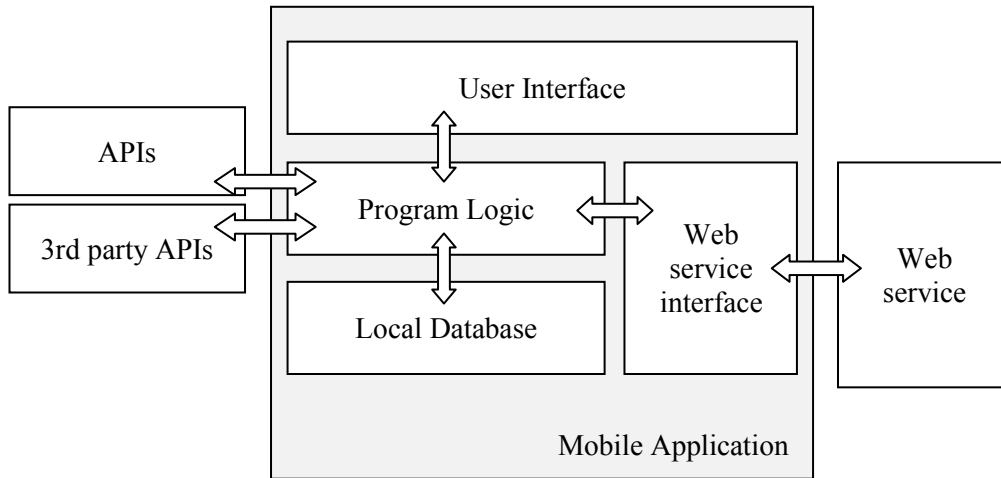 User Interface
APIs
Program Logic
3rd party APIs
Web
service
interface
Web
service
Local Database
Mobile Application